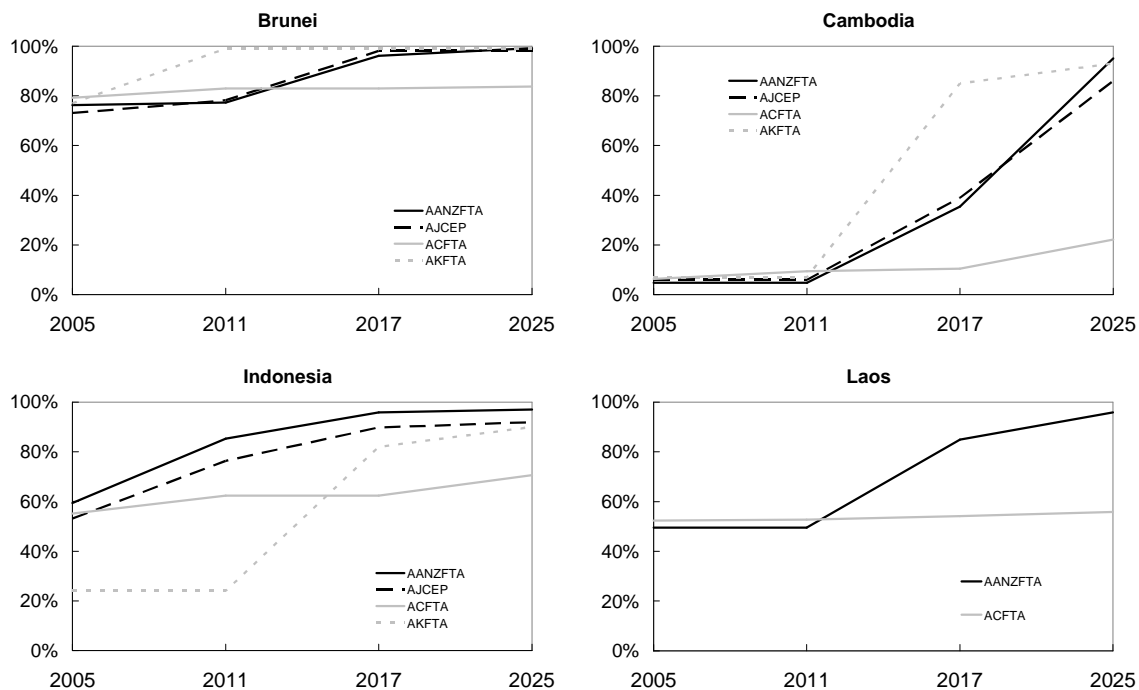 Brunei
100%
80%
60%
40%
20%
0%
AANZFTA
AJCEP
ACFTA
AKFTA
2005 2011 2017 2025
Cambodia
100%
80%
60%
40%
20%
0%
AANZFTA
AJCEP
ACFTA
AKFTA
2005 2011 2017 2025
Indonesia
100%
80%
60%
40%
20%
0%
AANZFTA
AJCEP
ACFTA
AKFTA
2005 2011 2017 2025
Laos
100%
80%
60%
40%
20%
0%
AANZFTA
ACFTA
2005 2011 2017 2025